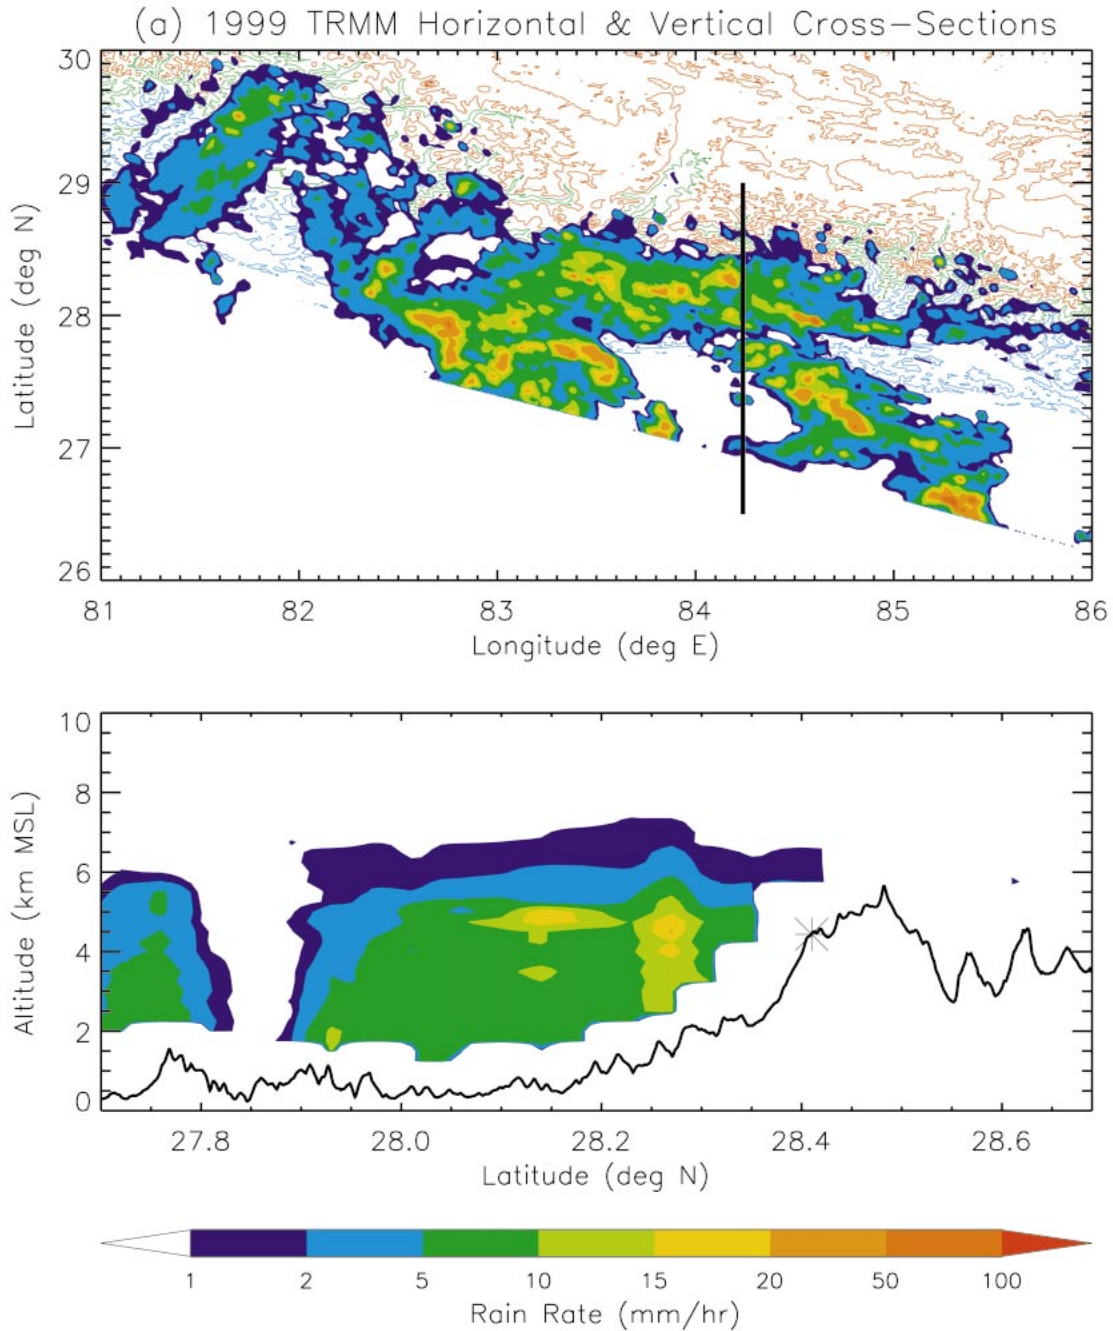 (a) 1999 TRMM Horizontal & Vertical Cross-Sections
30
29
28
27
26
Latitude (deg N)
81 82 83 84 85 86
Longitude (deg E)
10
8
6
4
2
0
Altitude (km MSL)
27.8 28.0 28.2 28.4 28.6
Latitude (deg N)
1 2 5 10 15 20 50 100
Rain Rate (mm/hr)